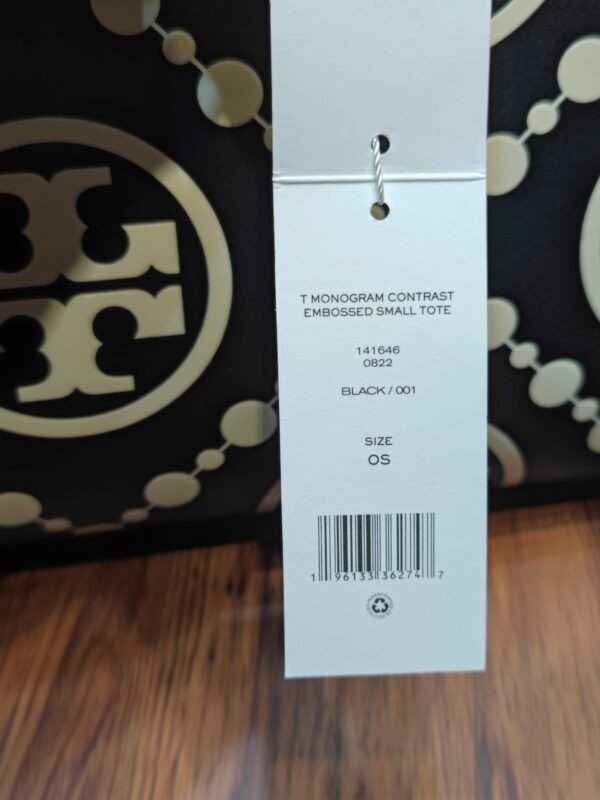 T MONOGRAM CONTRAST
EMBOSSED SMALL TOTE
141646
0822
BLACK / 001
SIZE
OS
1 96133 36274 7